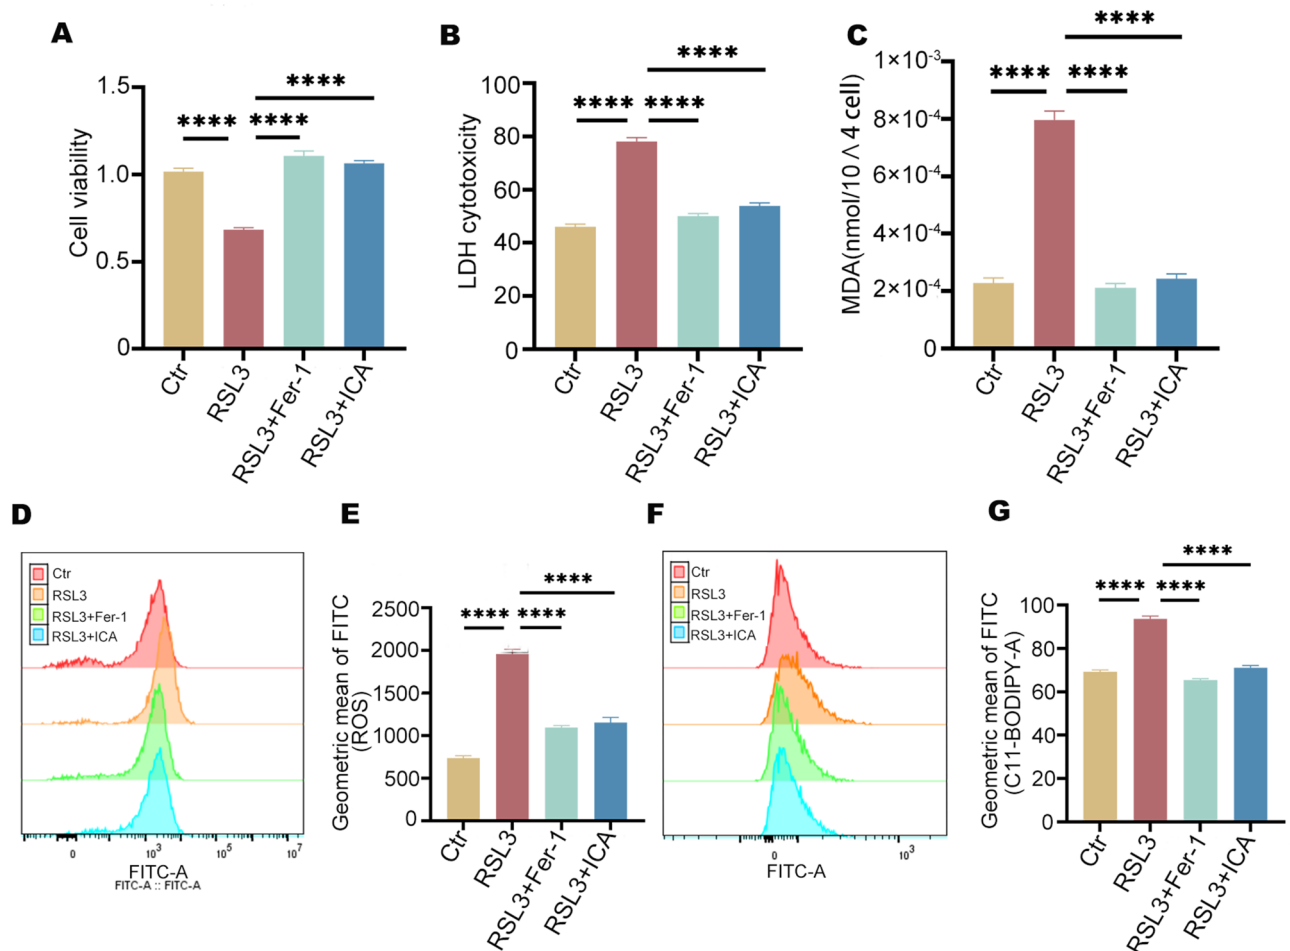 A
Cell viability
1.5
1.0
0.5
0
****
****
****
Ctr
RSL3
RSL3+Fer-1
RSL3+ICA
B
LDH cytotoxicity
100
80
60
40
20
0
****
****
****
Ctr
RSL3
RSL3+Fer-1
RSL3+ICA
C
MDA(nmol/10∧4 cell)
1×10⁻³
8×10⁻⁴
6×10⁻⁴
4×10⁻⁴
2×10⁻⁴
0
****
****
****
Ctr
RSL3
RSL3+Fer-1
RSL3+ICA
D
Ctr
RSL3
RSL3+Fer-1
RSL3+ICA
0 10³ 10⁵ 10⁷
FITC-A
FITC-A :: FITC-A
E
Geometric mean of FITC
(ROS)
2500
2000
1500
1000
500
0
****
****
****
Ctr
RSL3
RSL3+Fer-1
RSL3+ICA
F
Ctr
RSL3
RSL3+Fer-1
RSL3+ICA
0 10³
FITC-A
G
Geometric mean of FITC
(C11-BODIPY-A)
100
80
60
40
20
0
****
****
****
Ctr
RSL3
RSL3+Fer-1
RSL3+ICA